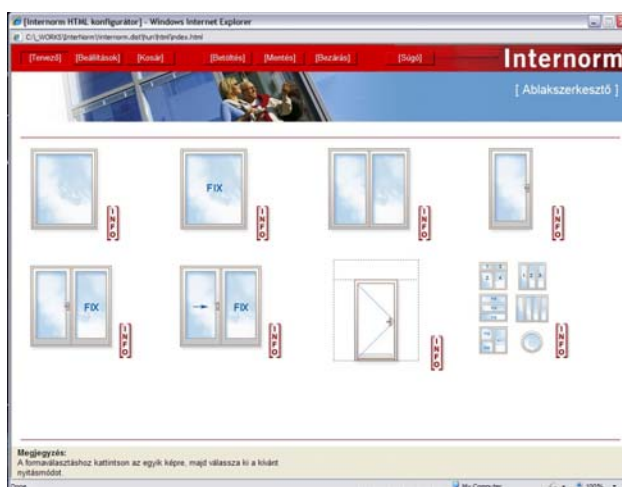 [Internorm HTML konfigurátor] - Windows Internet Explorer
C:\_WORKS\Internorm\internorm.dist\hun\html\index.html
[Tervező] [Beállítások] [Kosár] [Betöltés] [Mentés] [Bezárás] [Súgó] Internorm
[ Ablakszerkesztő ]
FIX
[INFO] [INFO] [INFO] [INFO]
FIX FIX
[INFO] [INFO] [INFO] [INFO]
Megjegyzés:
A formaválasztáshoz kattintson az egyik képre, majd válassza ki a kívánt
nyitásmódot.
Done My Computer 100%